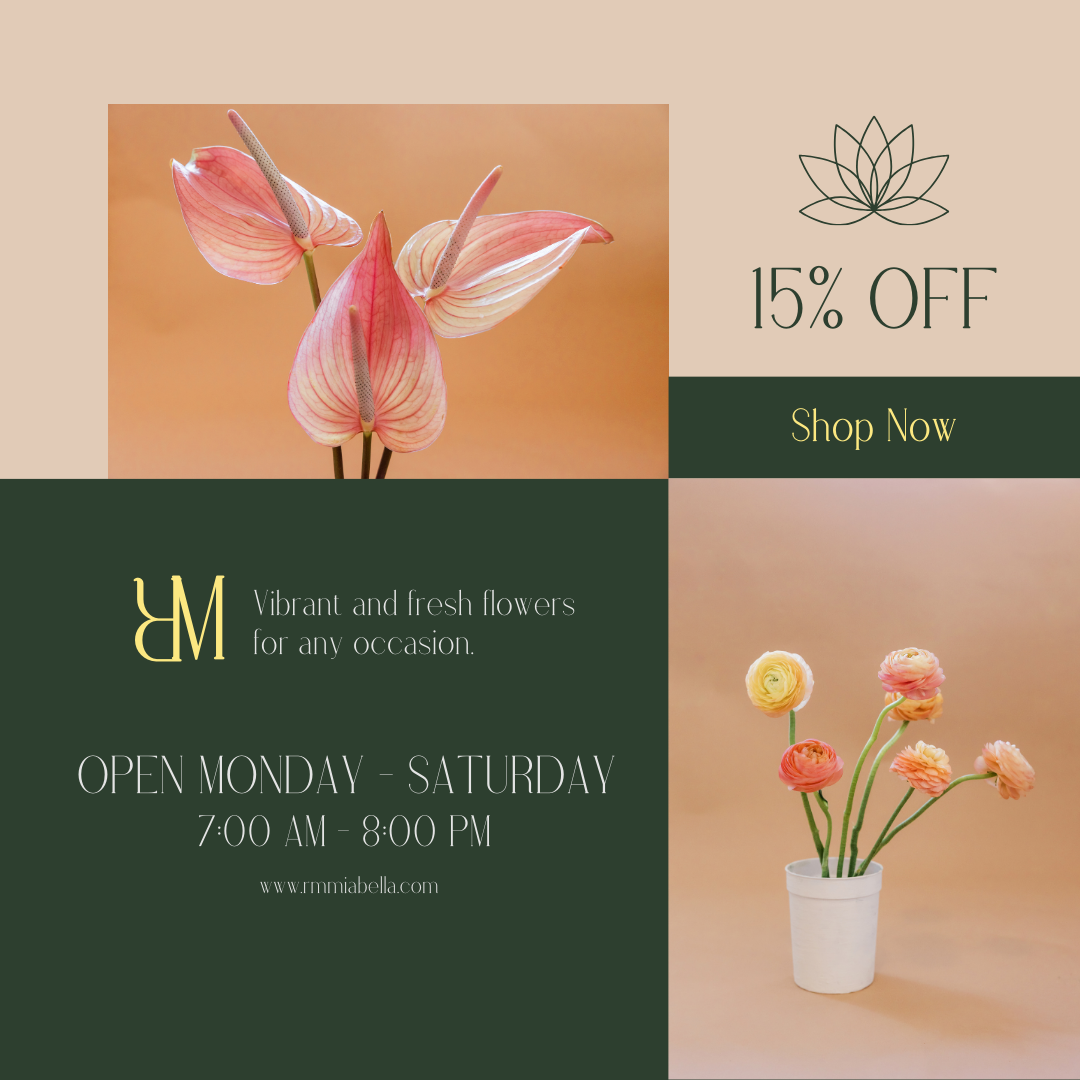 15% OFF
Shop Now
RM
Vibrant and fresh flowers
for any occasion.
OPEN MONDAY - SATURDAY
7:00 AM - 8:00 PM
www.rmmiabella.com